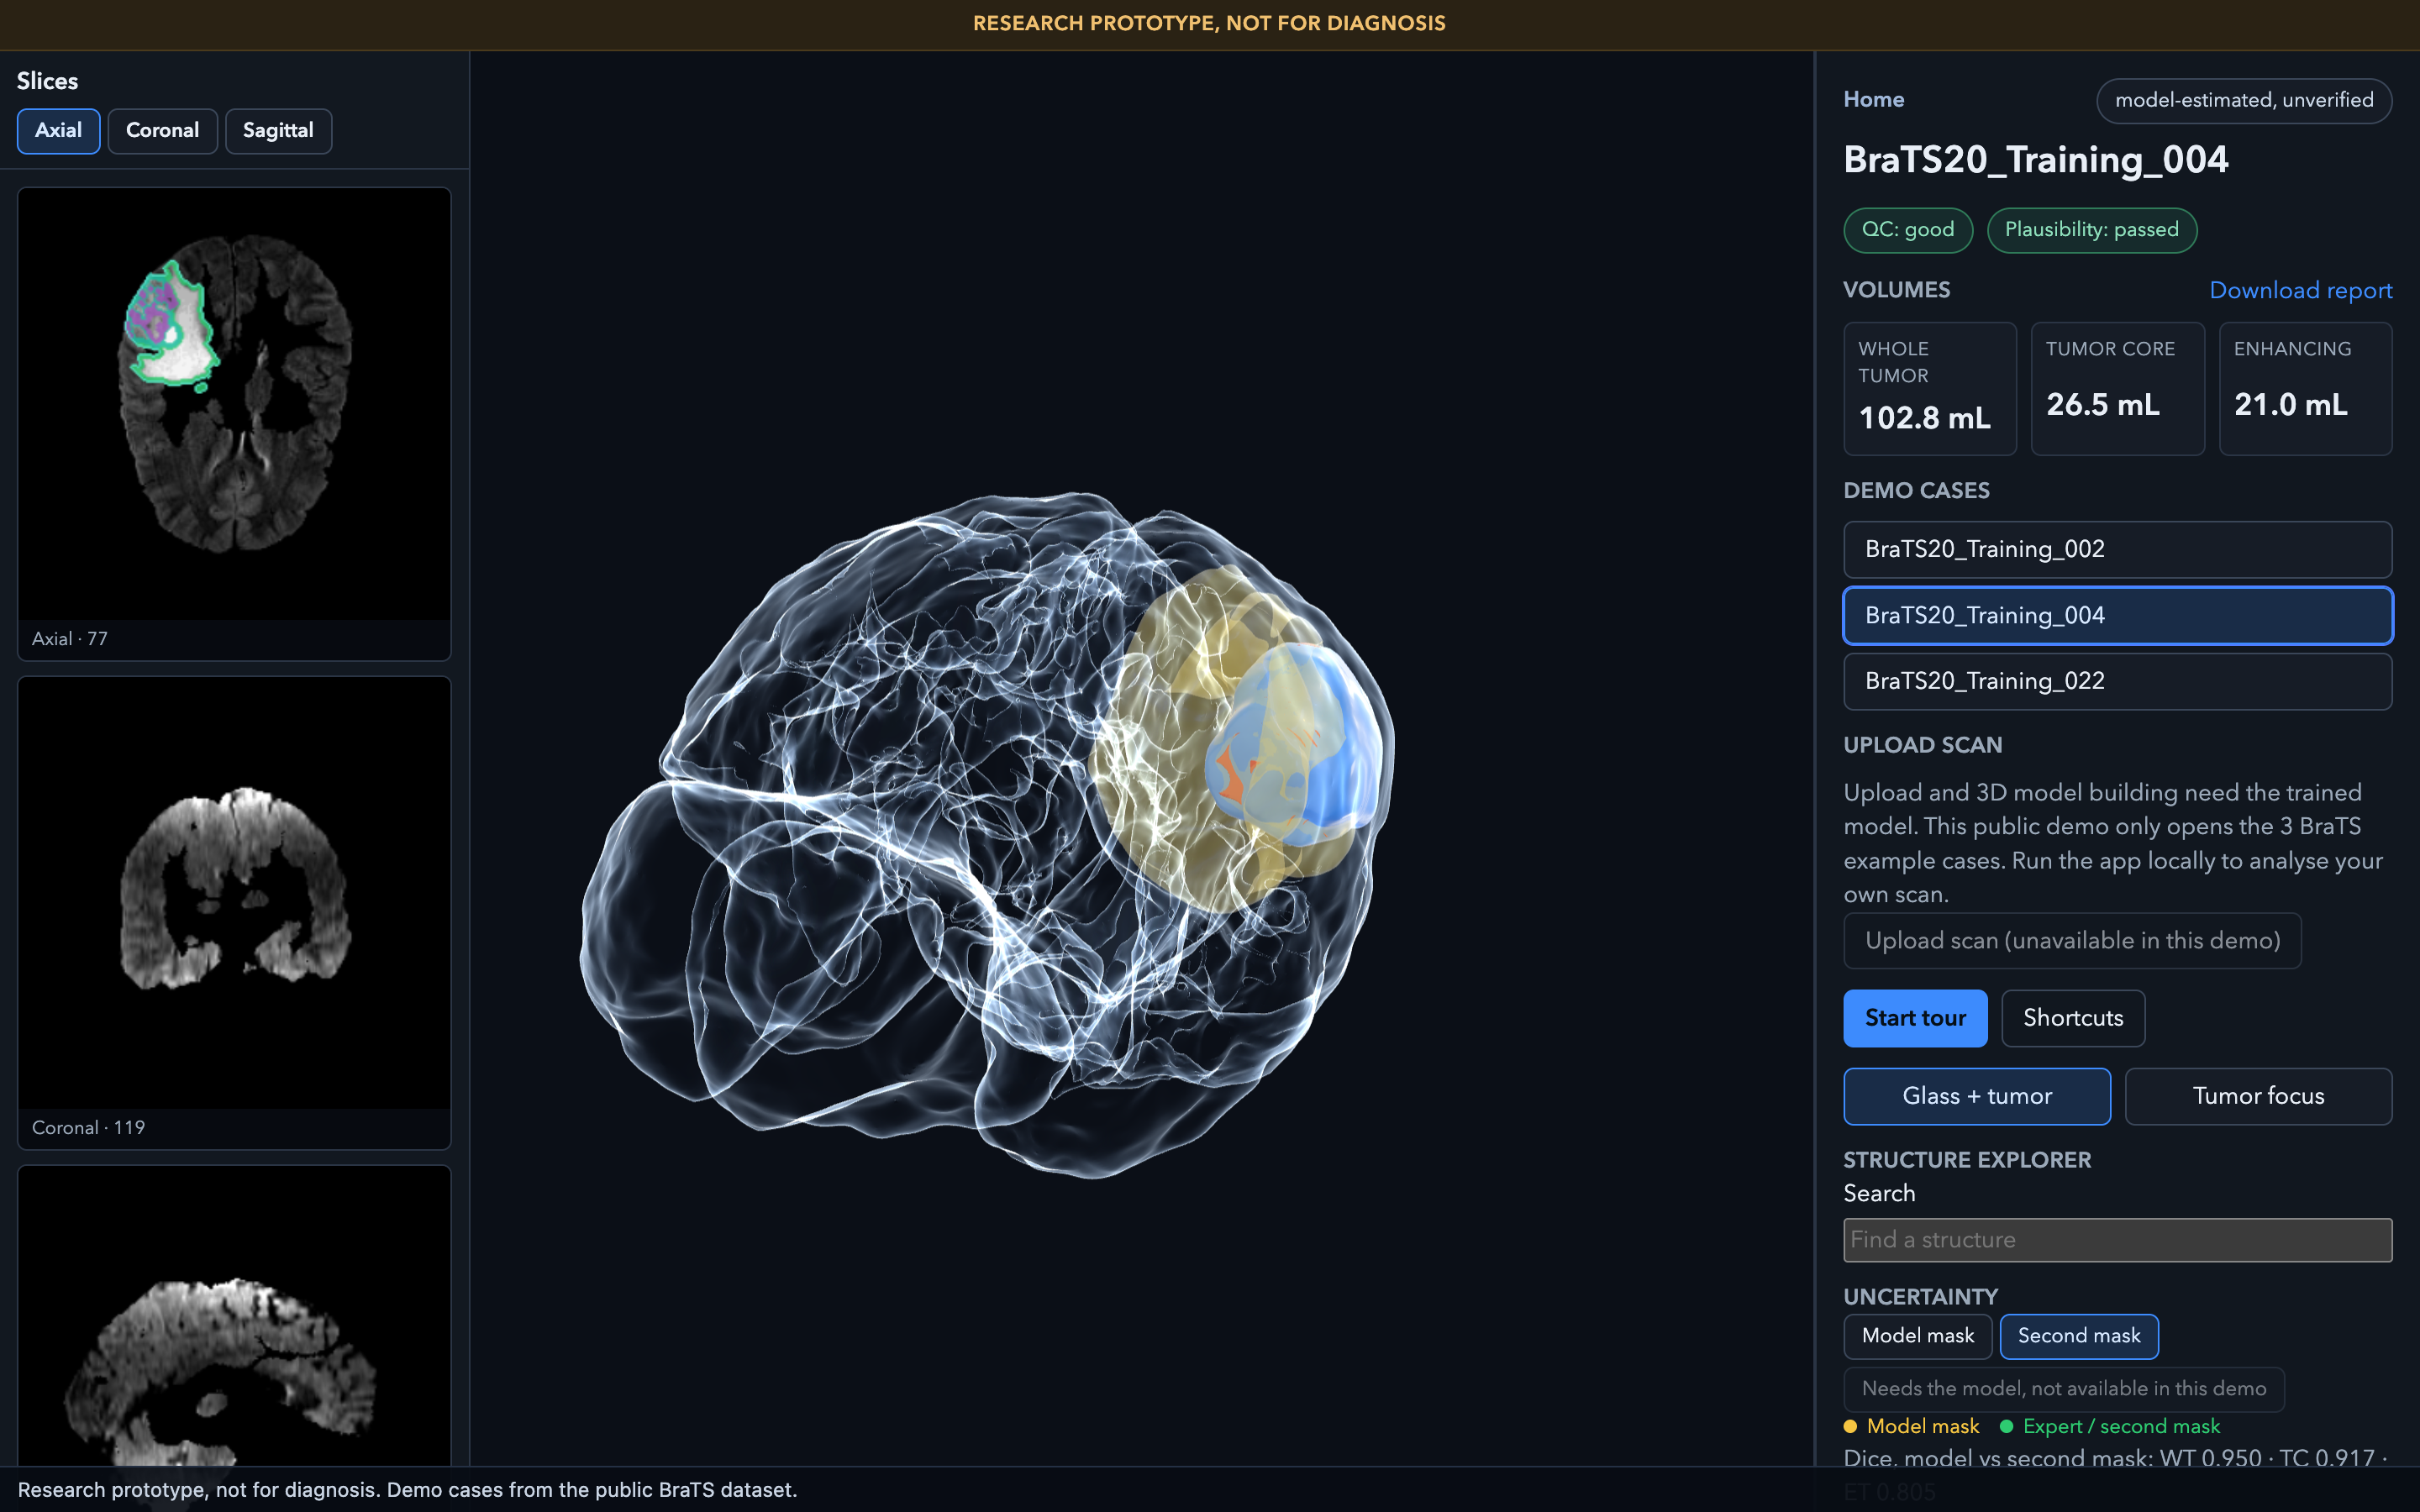 RESEARCH PROTOTYPE, NOT FOR DIAGNOSIS
Slices
Axial
Coronal
Sagittal
Axial · 77
Coronal · 119
Home
model-estimated, unverified
BraTS20_Training_004
QC: good
Plausibility: passed
VOLUMES
Download report
WHOLE
TUMOR
102.8 mL
TUMOR CORE
26.5 mL
ENHANCING
21.0 mL
DEMO CASES
BraTS20_Training_002
BraTS20_Training_004
BraTS20_Training_022
UPLOAD SCAN
Upload and 3D model building need the trained
model. This public demo only opens the 3 BraTS
example cases. Run the app locally to analyse your
own scan.
Upload scan (unavailable in this demo)
Start tour
Shortcuts
Glass + tumor
Tumor focus
STRUCTURE EXPLORER
Search
Find a structure
UNCERTAINTY
Model mask
Second mask
Needs the model, not available in this demo
Model mask
Expert / second mask
Dice, model vs second mask: WT 0.950 · TC 0.917 ·
ET 0.805
Research prototype, not for diagnosis. Demo cases from the public BraTS dataset.